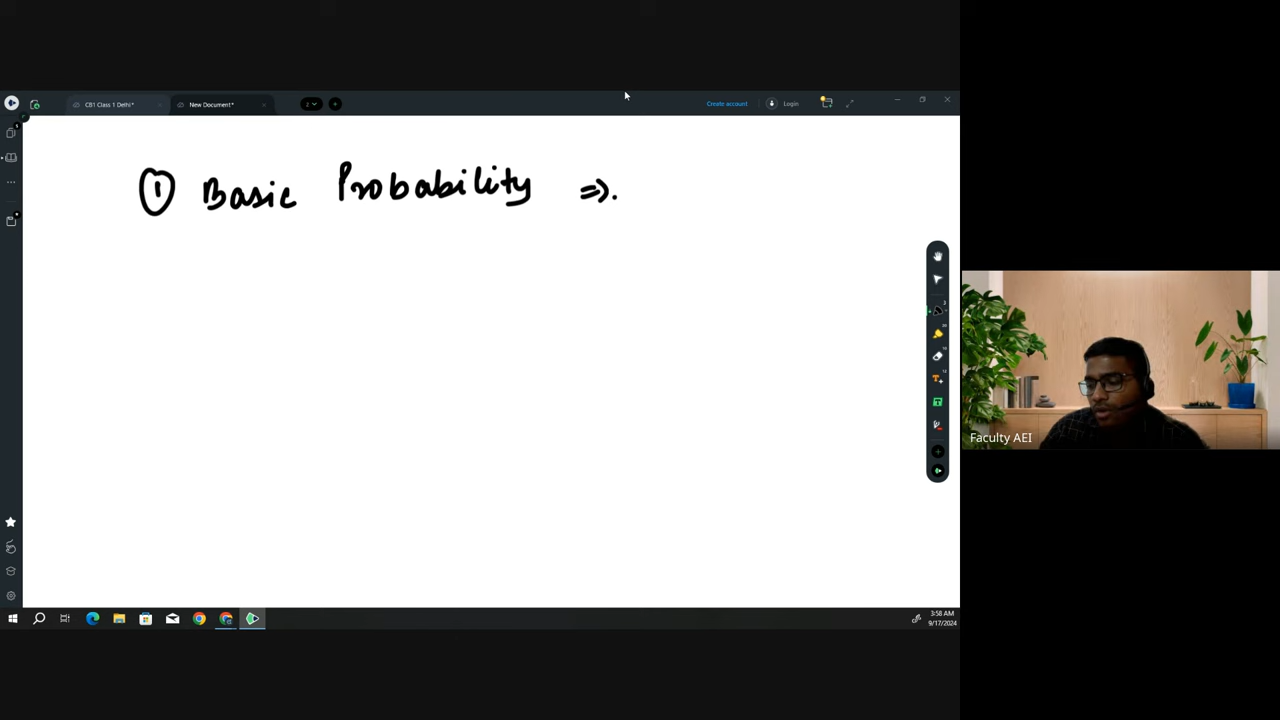 CB1 Class 1 Delhi*
New Document*
2
Create account
Login
① Basic Probability ⇒.
Faculty AEI
3:58 AM
9/17/2024